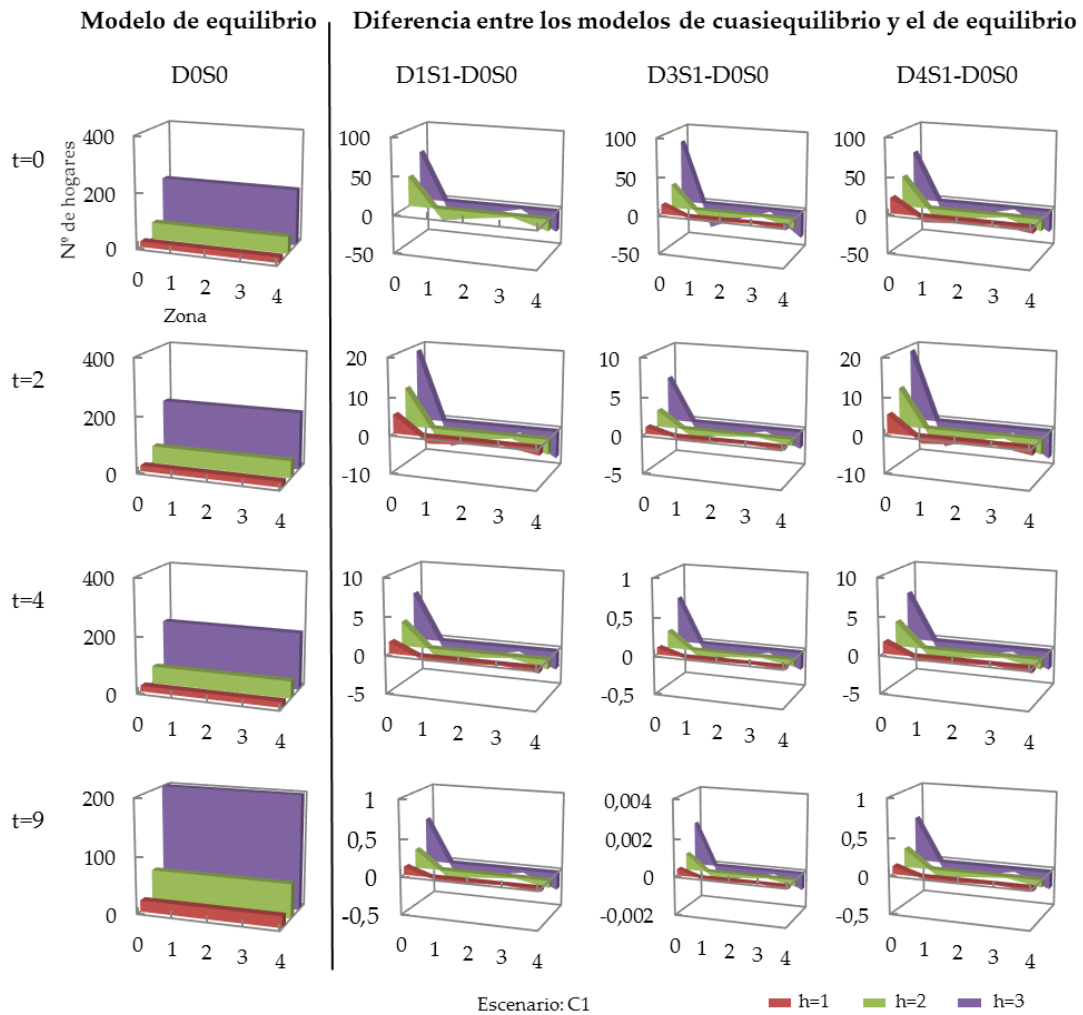 Modelo de equilibrio
Diferencia entre los modelos de cuasiequilibrio y el de equilibrio
D0S0
D1S1-D0S0
D3S1-D0S0
D4S1-D0S0
t=0
Nº de hogares
400
200
0
0 1 2 3 4
Zona
100
50
0
-50
0 1 2 3 4
100
50
0
-50
0 1 2 3 4
100
50
0
-50
0 1 2 3 4
t=2
400
200
0
0 1 2 3 4
20
10
0
-10
0 1 2 3 4
10
5
0
-5
0 1 2 3 4
20
10
0
-10
0 1 2 3 4
t=4
400
200
0
0 1 2 3 4
10
5
0
-5
0 1 2 3 4
1
0,5
0
-0,5
0 1 2 3 4
10
5
0
-5
0 1 2 3 4
t=9
200
100
0
0 1 2 3 4
1
0,5
0
-0,5
0 1 2 3 4
0,004
0,002
0
-0,002
0 1 2 3 4
1
0,5
0
-0,5
0 1 2 3 4
Escenario: C1
h=1 h=2 h=3